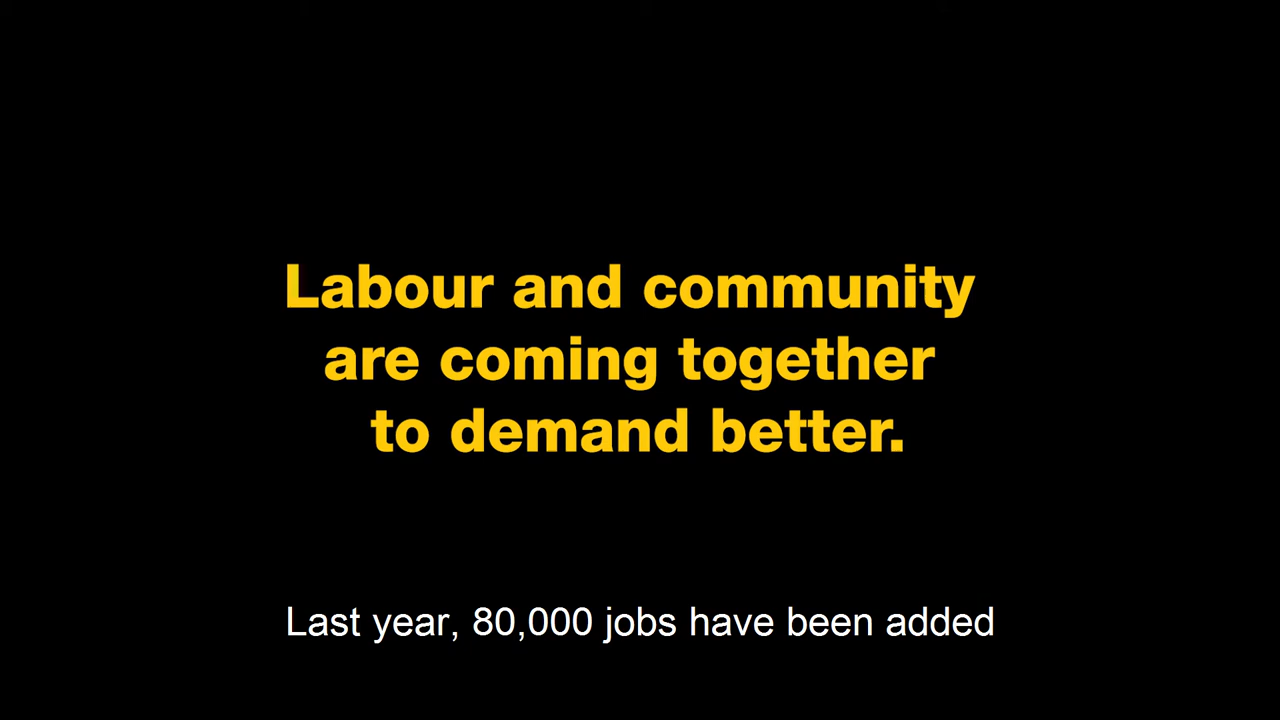 Labour and community
are coming together
to demand better.
Last year, 80,000 jobs have been added